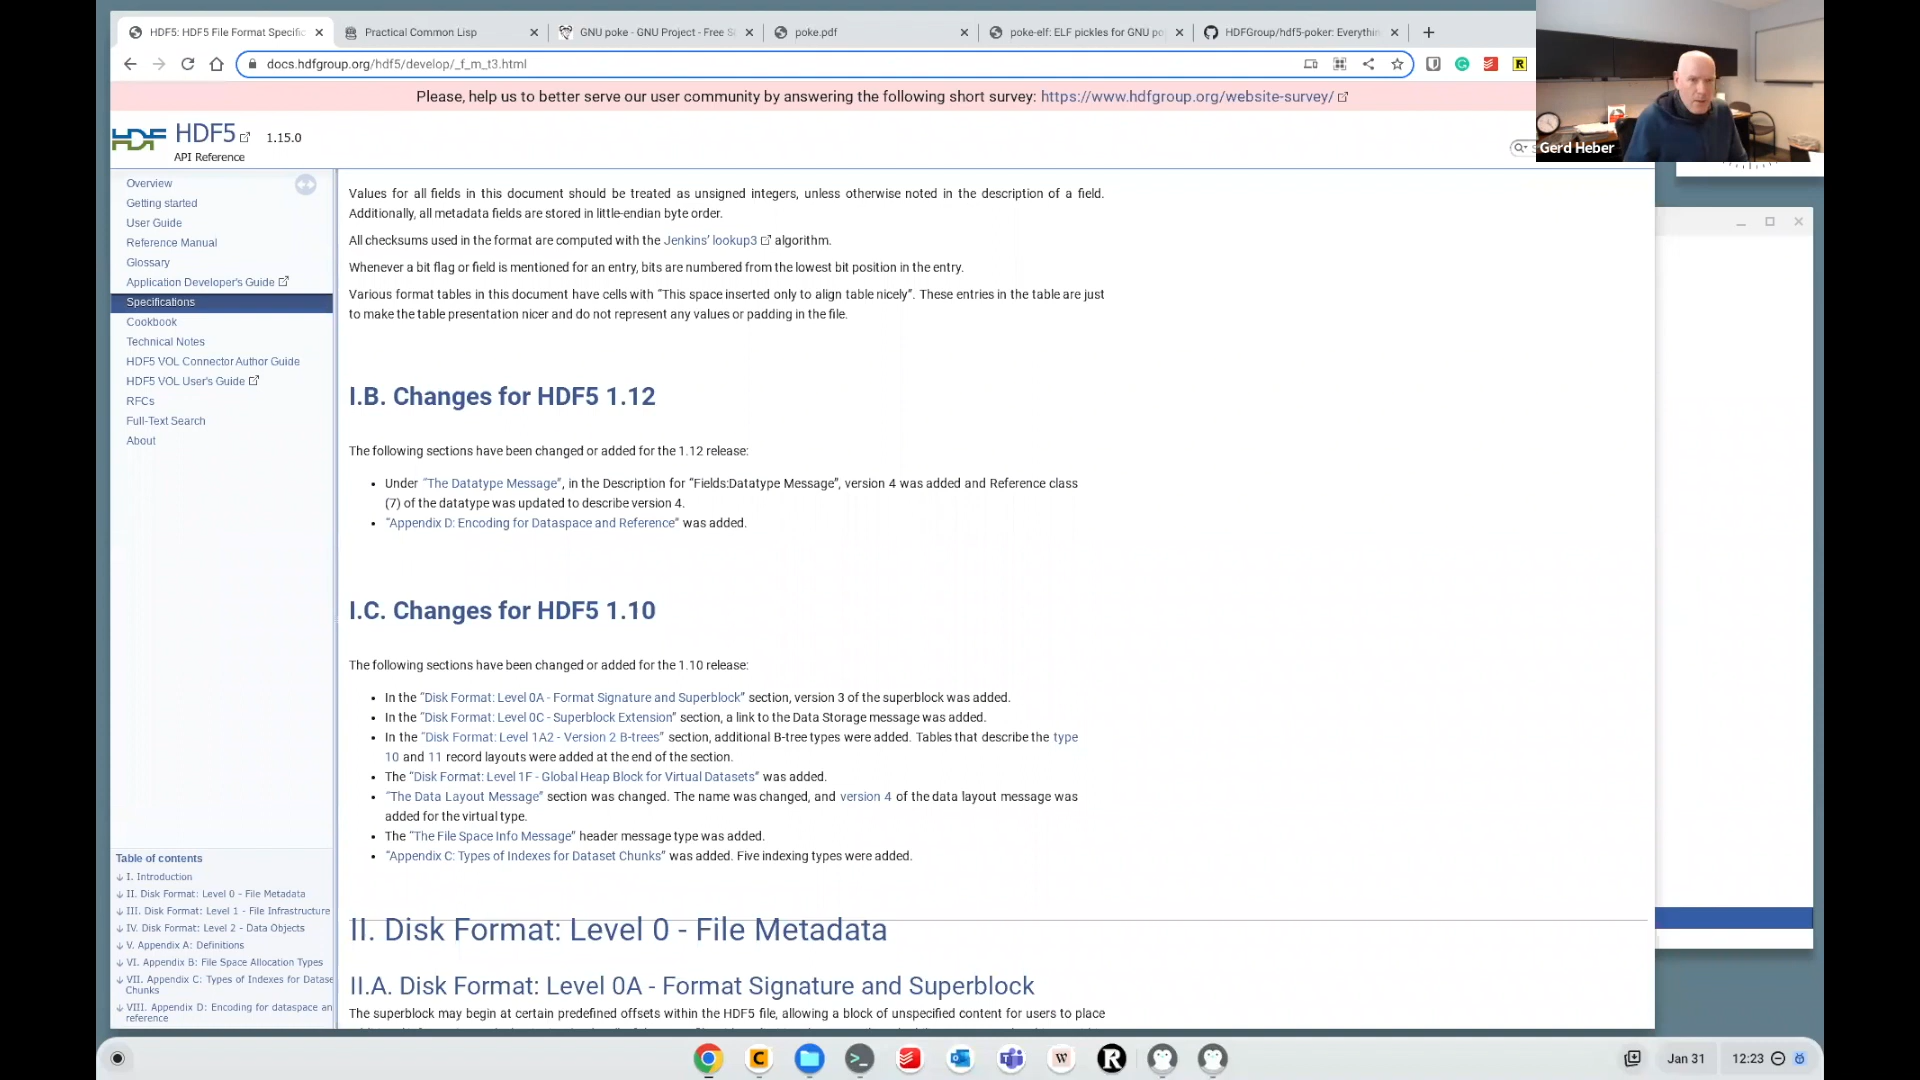 HDF5: HDF5 File Format Specific
Practical Common Lisp
GNU poke - GNU Project - Free S
poke.pdf
poke-elf: ELF pickles for GNU po
HDFGroup/hdf5-poker: Everythin
docs.hdfgroup.org/hdf5/develop/_f_m_t3.html
Please, help us to better serve our user community by answering the following short survey: https://www.hdfgroup.org/website-survey/
HDF5 1.15.0
API Reference
Gerd Heber
Overview
Getting started
User Guide
Reference Manual
Glossary
Application Developer's Guide
Specifications
Cookbook
Technical Notes
HDF5 VOL Connector Author Guide
HDF5 VOL User's Guide
RFCs
Full-Text Search
About
Table of contents
I. Introduction
II. Disk Format: Level 0 - File Metadata
III. Disk Format: Level 1 - File Infrastructure
IV. Disk Format: Level 2 - Data Objects
V. Appendix A: Definitions
VI. Appendix B: File Space Allocation Types
VII. Appendix C: Types of Indexes for Datase
Chunks
VIII. Appendix D: Encoding for dataspace an
reference
Values for all fields in this document should be treated as unsigned integers, unless otherwise noted in the description of a field.
Additionally, all metadata fields are stored in little-endian byte order.
All checksums used in the format are computed with the Jenkins’ lookup3 algorithm.
Whenever a bit flag or field is mentioned for an entry, bits are numbered from the lowest bit position in the entry.
Various format tables in this document have cells with “This space inserted only to align table nicely”. These entries in the table are just
to make the table presentation nicer and do not represent any values or padding in the file.
I.B. Changes for HDF5 1.12
The following sections have been changed or added for the 1.12 release:
• Under “The Datatype Message”, in the Description for “Fields:Datatype Message”, version 4 was added and Reference class
(7) of the datatype was updated to describe version 4.
• “Appendix D: Encoding for Dataspace and Reference” was added.
I.C. Changes for HDF5 1.10
The following sections have been changed or added for the 1.10 release:
• In the “Disk Format: Level 0A - Format Signature and Superblock” section, version 3 of the superblock was added.
• In the “Disk Format: Level 0C - Superblock Extension” section, a link to the Data Storage message was added.
• In the “Disk Format: Level 1A2 - Version 2 B-trees” section, additional B-tree types were added. Tables that describe the type
10 and 11 record layouts were added at the end of the section.
• The “Disk Format: Level 1F - Global Heap Block for Virtual Datasets” was added.
• “The Data Layout Message” section was changed. The name was changed, and version 4 of the data layout message was
added for the virtual type.
• The “The File Space Info Message” header message type was added.
• “Appendix C: Types of Indexes for Dataset Chunks” was added. Five indexing types were added.
II. Disk Format: Level 0 - File Metadata
II.A. Disk Format: Level 0A - Format Signature and Superblock
The superblock may begin at certain predefined offsets within the HDF5 file, allowing a block of unspecified content for users to place
Jan 31
12:23